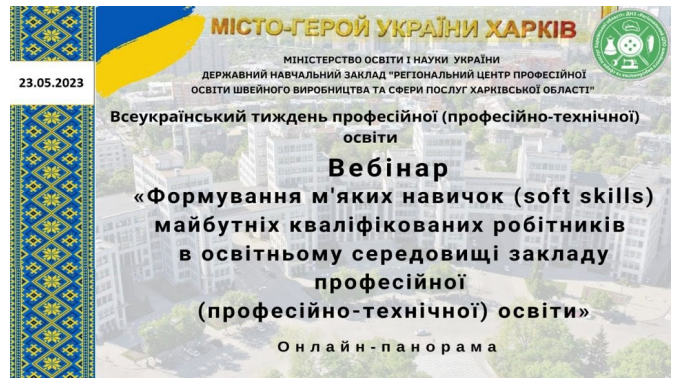 МІСТО-ГЕРОЙ УКРАЇНИ ХАРКІВ
МІНІСТЕРСТВО ОСВІТИ І НАУКИ УКРАЇНИ
ДЕРЖАВНИЙ НАВЧАЛЬНИЙ ЗАКЛАД "РЕГІОНАЛЬНИЙ ЦЕНТР ПРОФЕСІЙНОЇ
ОСВІТИ ШВЕЙНОГО ВИРОБНИЦТВА ТА СФЕРИ ПОСЛУГ ХАРКІВСЬКОЇ ОБЛАСТІ"
23.05.2023
Всеукраїнський тиждень професійної (професійно-технічної)
освіти
Вебінар
«Формування м'яких навичок (soft skills)
майбутніх кваліфікованих робітників
в освітньому середовищі закладу
професійної
(професійно-технічної) освіти»
Онлайн-панорама